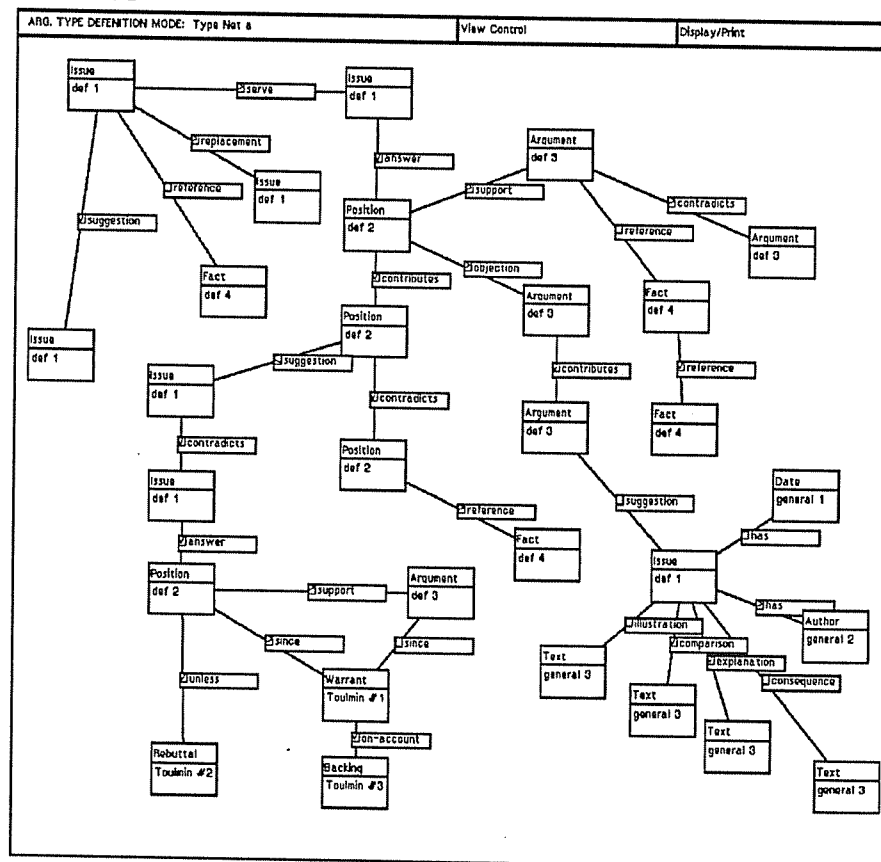 ARG. TYPE DEFENITION MODE: Type Net a
View Control
Display/Print
Issue
def 1
serve
Issue
def 1
replacement
answer
Argument
def 3
Issue
def 1
reference
support
contradicts
suggestion
Position
def 2
reference
Argument
def 3
Fact
def 4
objection
contributes
Fact
def 4
Argument
def 3
Issue
def 1
Position
def 2
suggestion
Issue
def 1
contributes
reference
contradicts
Argument
def 3
Fact
def 4
contradicts
Position
def 2
Issue
def 1
suggestion
Date
general 1
reference
has
answer
Fact
def 4
Issue
def 1
Position
def 2
support
Argument
def 3
has
Author
general 2
illustration
since
since
comparison
Text
general 3
explanation
unless
Warrant
Toulmin #1
consequence
Text
general 3
Text
general 3
on-account
Rebuttal
Toulmin #2
Backing
Toulmin #3
Text
general 3